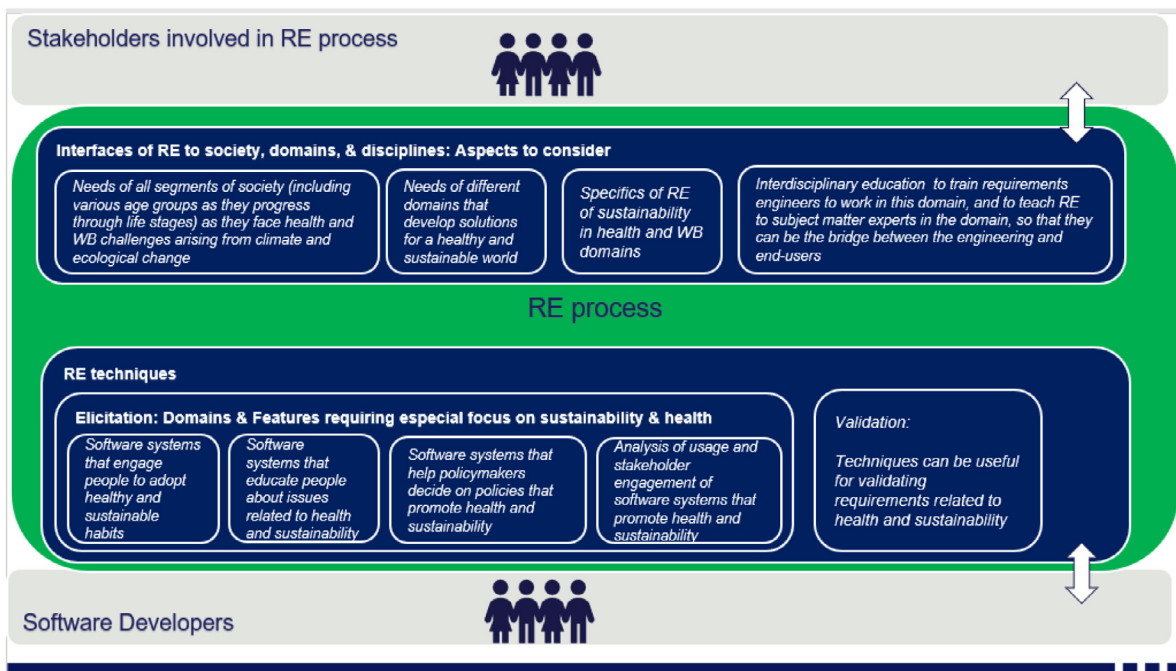 Stakeholders involved in RE process
Interfaces of RE to society, domains, & disciplines: Aspects to consider
Needs of all segments of society (including
various age groups as they progress
through life stages) as they face health and
WB challenges arising from climate and
ecological change
Needs of different
domains that
develop solutions
for a healthy and
sustainable world
Specifics of RE
of sustainability
in health and WB
domains
Interdisciplinary education to train requirements
engineers to work in this domain, and to teach RE
to subject matter experts in the domain, so that they
can be the bridge between the engineering and
end-users
RE process
RE techniques
Elicitation: Domains & Features requiring especial focus on sustainability & health
Software systems
that engage
people to adopt
healthy and
sustainable
habits
Software
systems that
educate people
about issues
related to health
and sustainability
Software systems that
help policymakers
decide on policies that
promote health and
sustainability
Analysis of usage and
stakeholder
engagement of
software systems that
promote health and
sustainability
Validation:
Techniques can be useful
for validating
requirements related to
health and sustainability
Software Developers